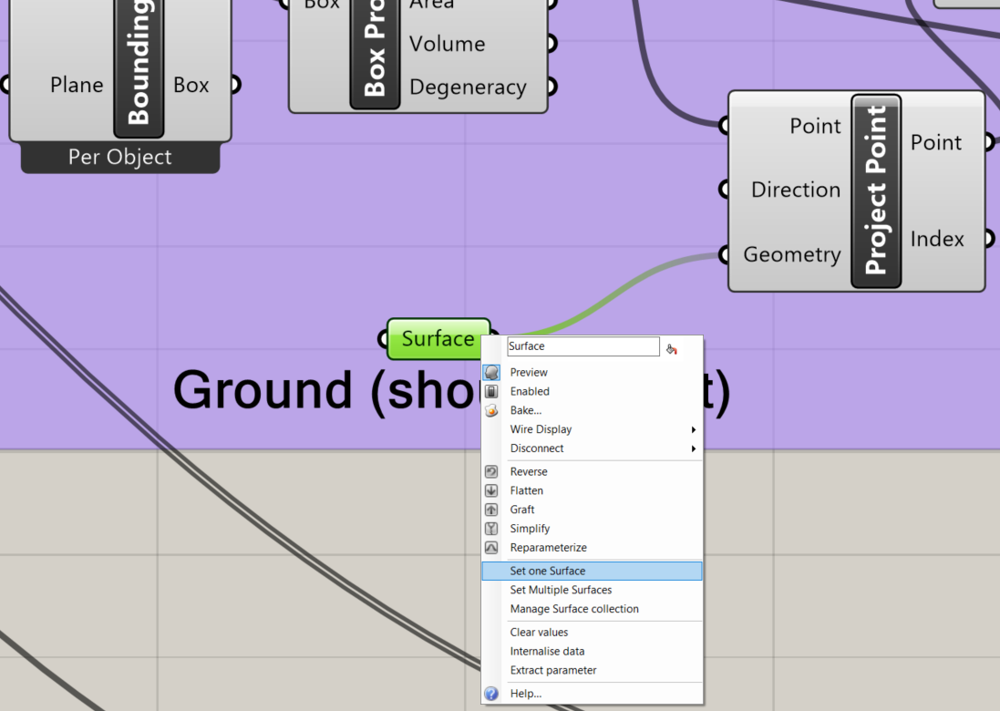 Box
Area
Volume
Degeneracy
Box Pro
Plane
Bounding
Box
Per Object
Point
Direction
Geometry
Project Point
Point
Index
Surface
Ground (sho
t)
Surface
Preview
Enabled
Bake...
Wire Display
Disconnect
Reverse
Flatten
Graft
Simplify
Reparameterize
Set one Surface
Set Multiple Surfaces
Manage Surface collection
Clear values
Internalise data
Extract parameter
Help...